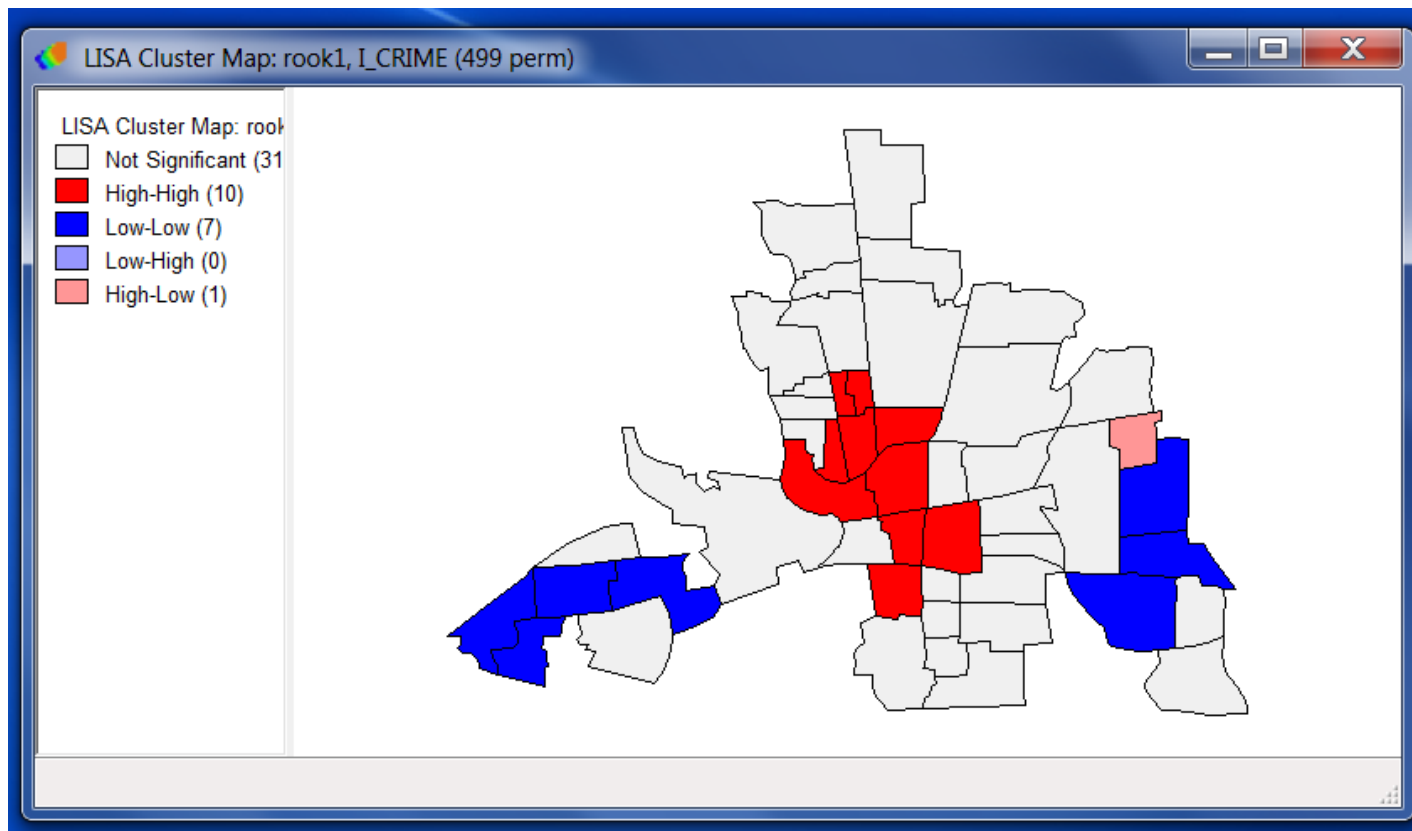 LISA Cluster Map: rook1, I_CRIME (499 perm)
LISA Cluster Map: rook
Not Significant (31
High-High (10)
Low-Low (7)
Low-High (0)
High-Low (1)